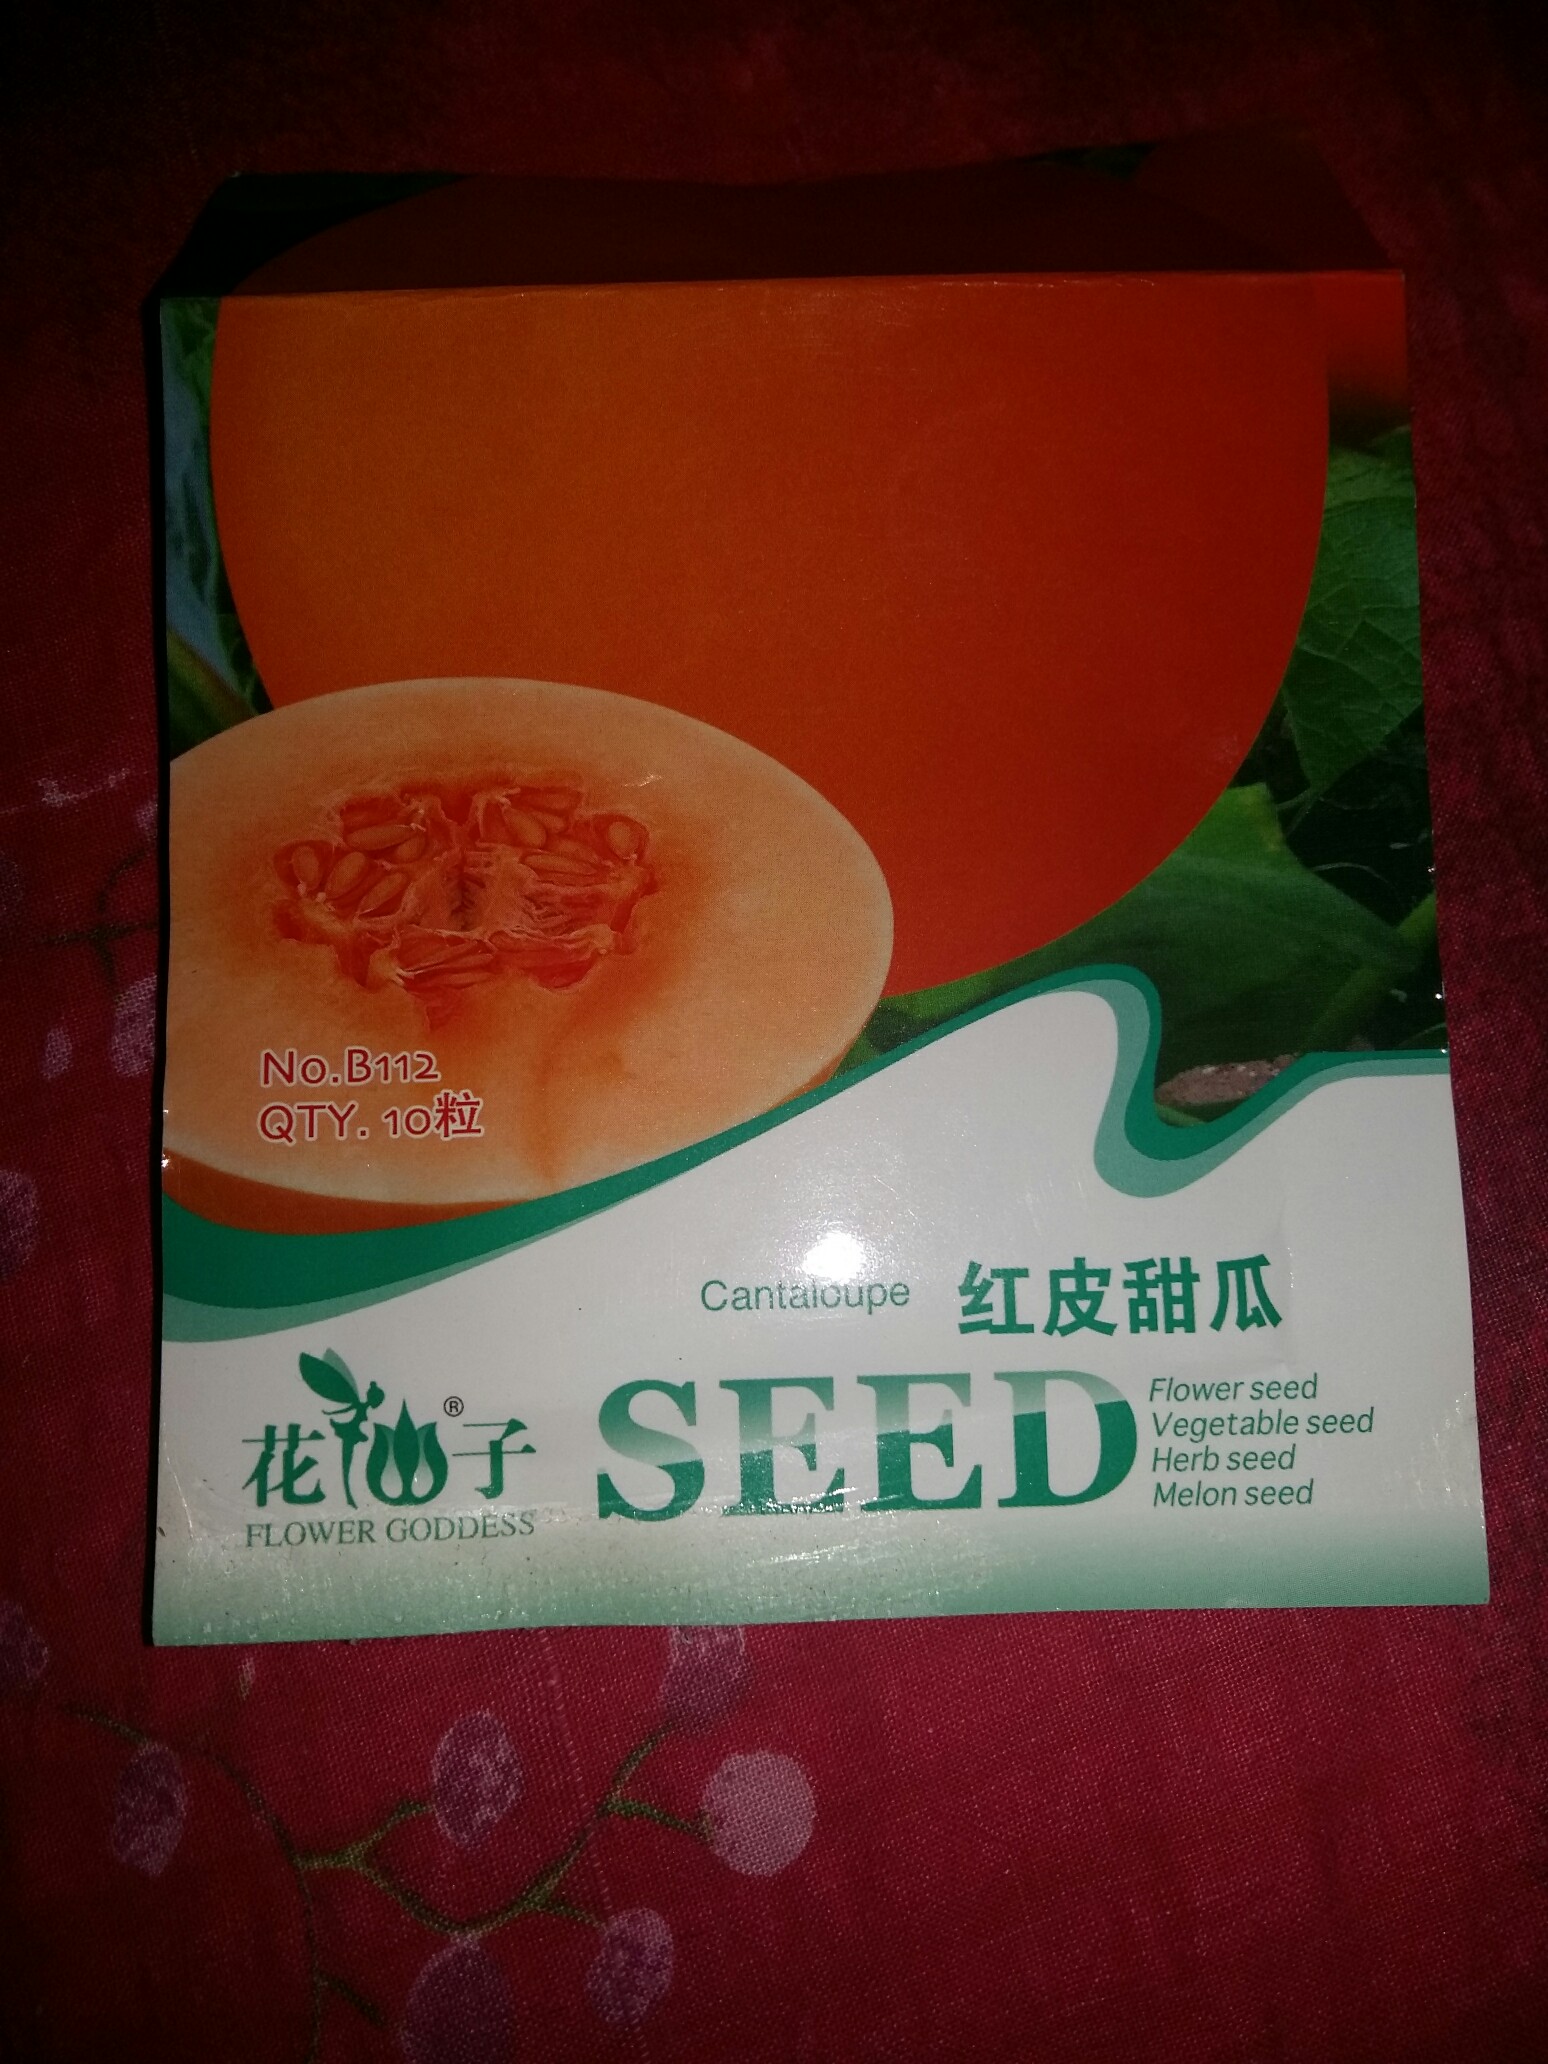 No.B112
QTY. 10粒
Cantaloupe 红皮甜瓜
花仙子®
FLOWER GODDESS
SEED
Flower seed
Vegetable seed
Herb seed
Melon seed